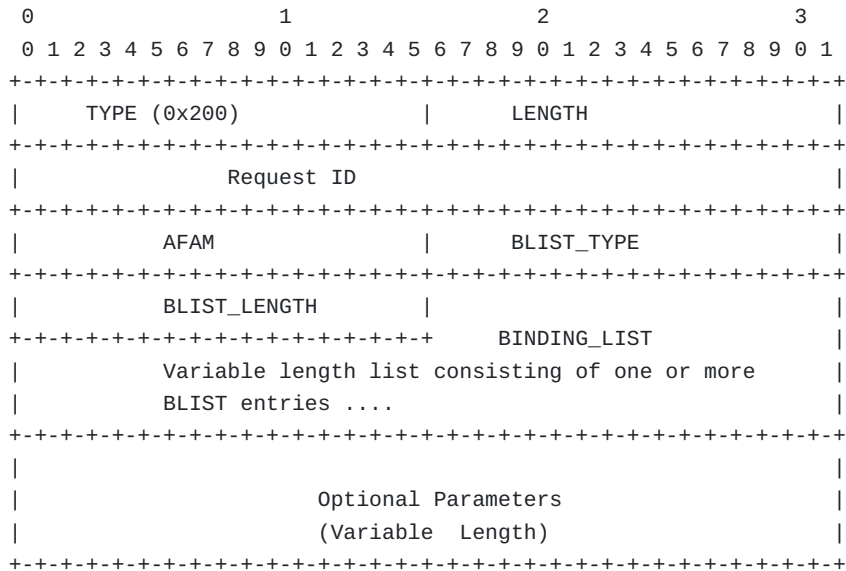 0                   1                   2                   3
0 1 2 3 4 5 6 7 8 9 0 1 2 3 4 5 6 7 8 9 0 1 2 3 4 5 6 7 8 9 0 1
+-+-+-+-+-+-+-+-+-+-+-+-+-+-+-+-+-+-+-+-+-+-+-+-+-+-+-+-+-+-+-+-+
|     TYPE (0x200)              |      LENGTH                   |
+-+-+-+-+-+-+-+-+-+-+-+-+-+-+-+-+-+-+-+-+-+-+-+-+-+-+-+-+-+-+-+-+
|                Request ID                                     |
+-+-+-+-+-+-+-+-+-+-+-+-+-+-+-+-+-+-+-+-+-+-+-+-+-+-+-+-+-+-+-+-+
|           AFAM                |      BLIST_TYPE               |
+-+-+-+-+-+-+-+-+-+-+-+-+-+-+-+-+-+-+-+-+-+-+-+-+-+-+-+-+-+-+-+-+
|           BLIST_LENGTH        |                               |
+-+-+-+-+-+-+-+-+-+-+-+-+-+-+-+-+     BINDING_LIST              |
|           Variable length list consisting of one or more      |
|           BLIST entries ....                                  |
+-+-+-+-+-+-+-+-+-+-+-+-+-+-+-+-+-+-+-+-+-+-+-+-+-+-+-+-+-+-+-+-+
|                                                               |
|                       Optional Parameters                     |
|                       (Variable  Length)                      |
+-+-+-+-+-+-+-+-+-+-+-+-+-+-+-+-+-+-+-+-+-+-+-+-+-+-+-+-+-+-+-+-+